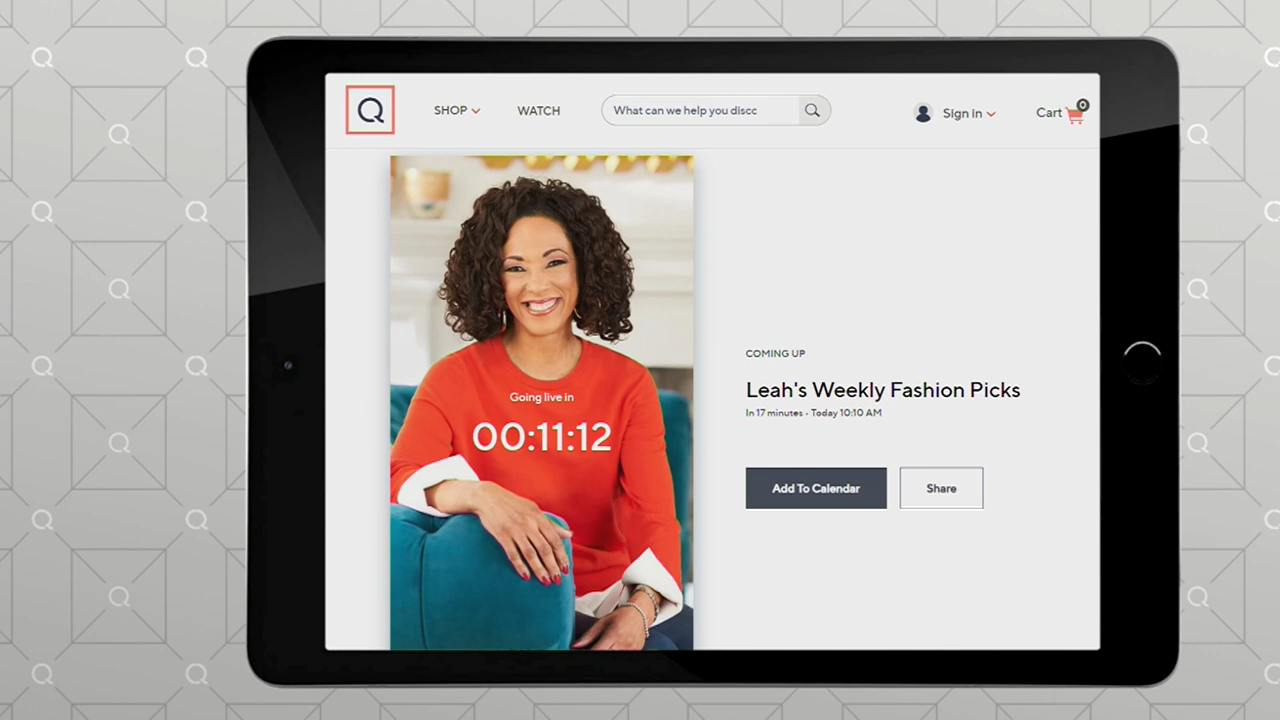 Q
SHOP
WATCH
What can we help you discc
Sign in
Cart
0
Going live in
00:11:12
COMING UP
Leah's Weekly Fashion Picks
In 17 minutes - Today 10:10 AM
Add To Calendar
Share